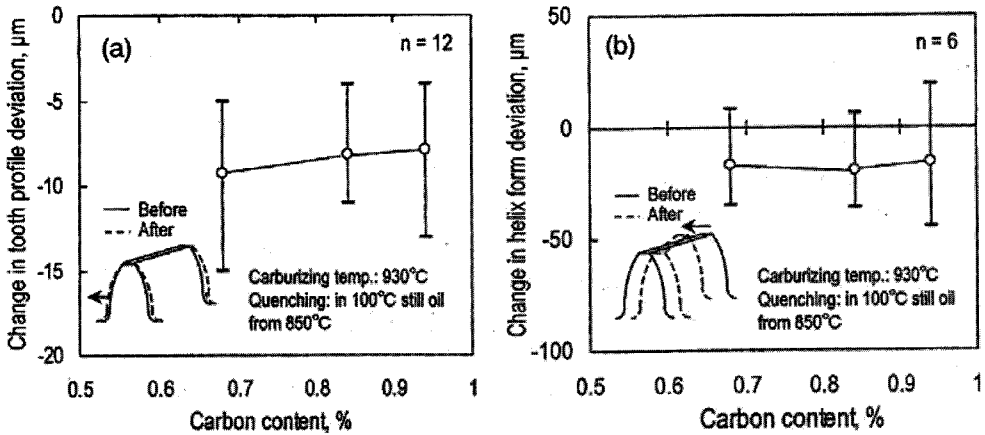 (a)
n = 12
Change in tooth profile deviation, µm
0
-5
-10
-15
-20
Before
After
Carburizing temp.: 930°C
Quenching: in 100°C still oil
from 850°C
0.5 0.6 0.7 0.8 0.9 1
Carbon content, %
(b)
n = 6
Change in helix form deviation, µm
50
0
-50
-100
Before
After
Carburizing temp.: 930°C
Quenching: in 100°C still oil
from 850°C
0.5 0.6 0.7 0.8 0.9 1
Carbon content, %